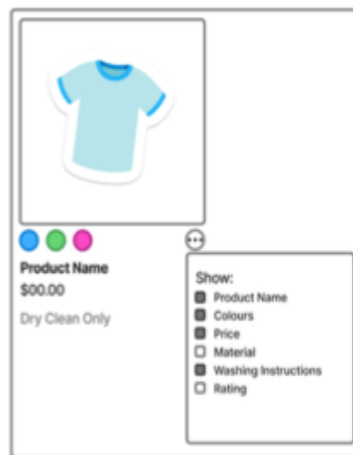 Product Name
$00.00
Dry Clean Only
Show:
Product Name
Colours
Price
Material
Washing Instructions
Rating